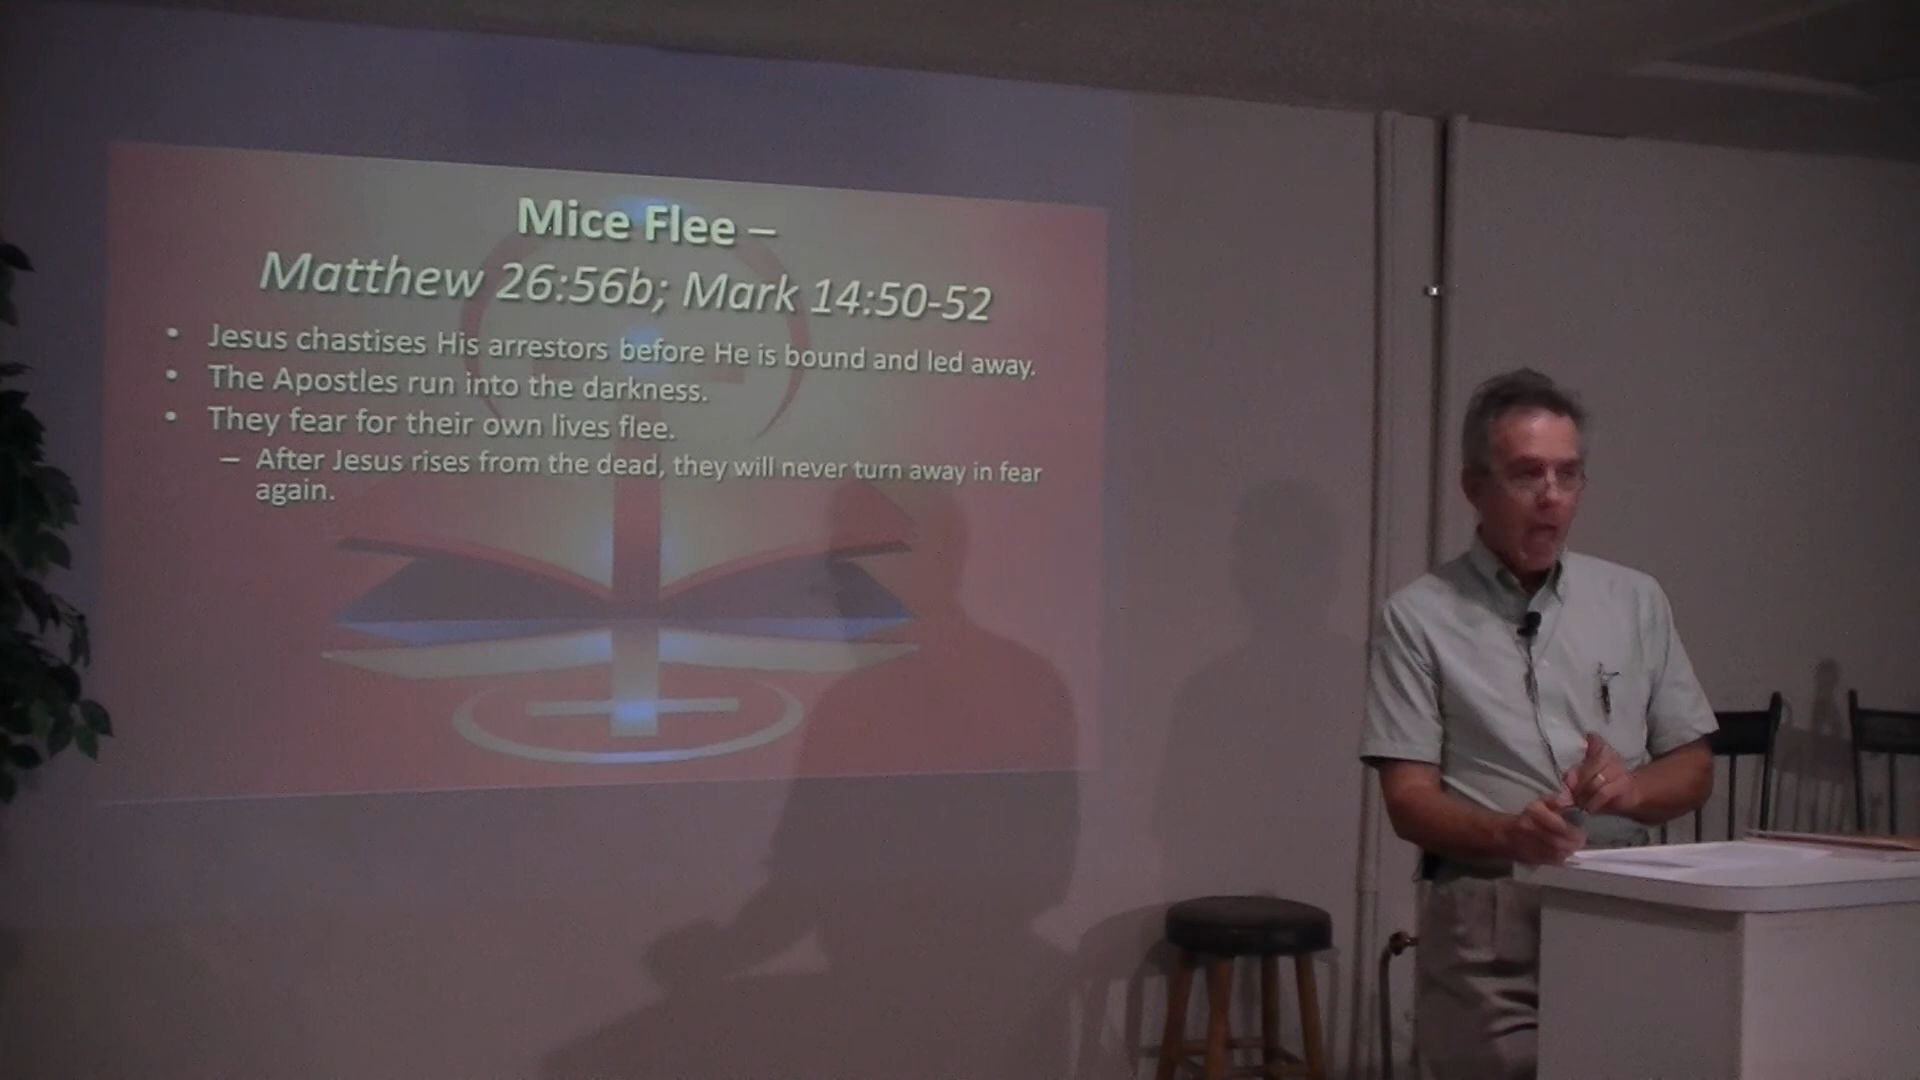 Mice Flee –
Matthew 26:56b; Mark 14:50-52
• Jesus chastises His arrestors before He is bound and led away.
• The Apostles run into the darkness.
• They fear for their own lives flee.
– After Jesus rises from the dead, they will never turn away in fear
again.